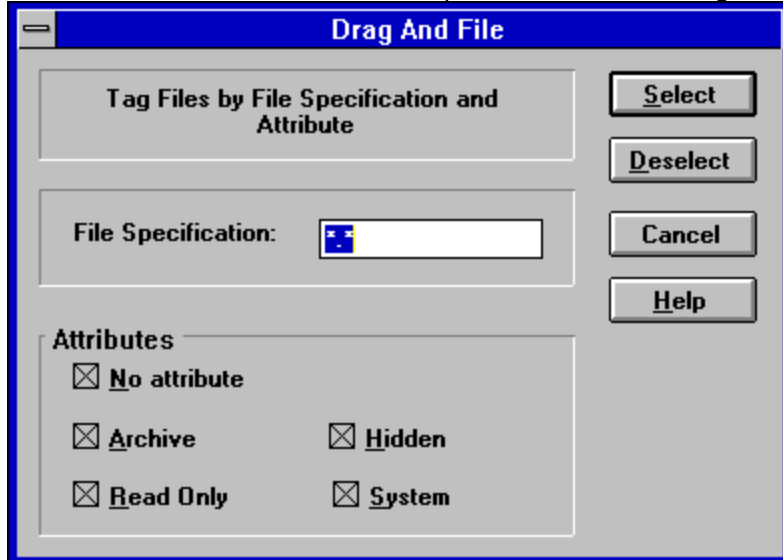 Drag And File
Tag Files by File Specification and
Attribute
Select
Deselect
File Specification:
*.*
Cancel
Help
Attributes
No attribute
Archive
Hidden
Read Only
System